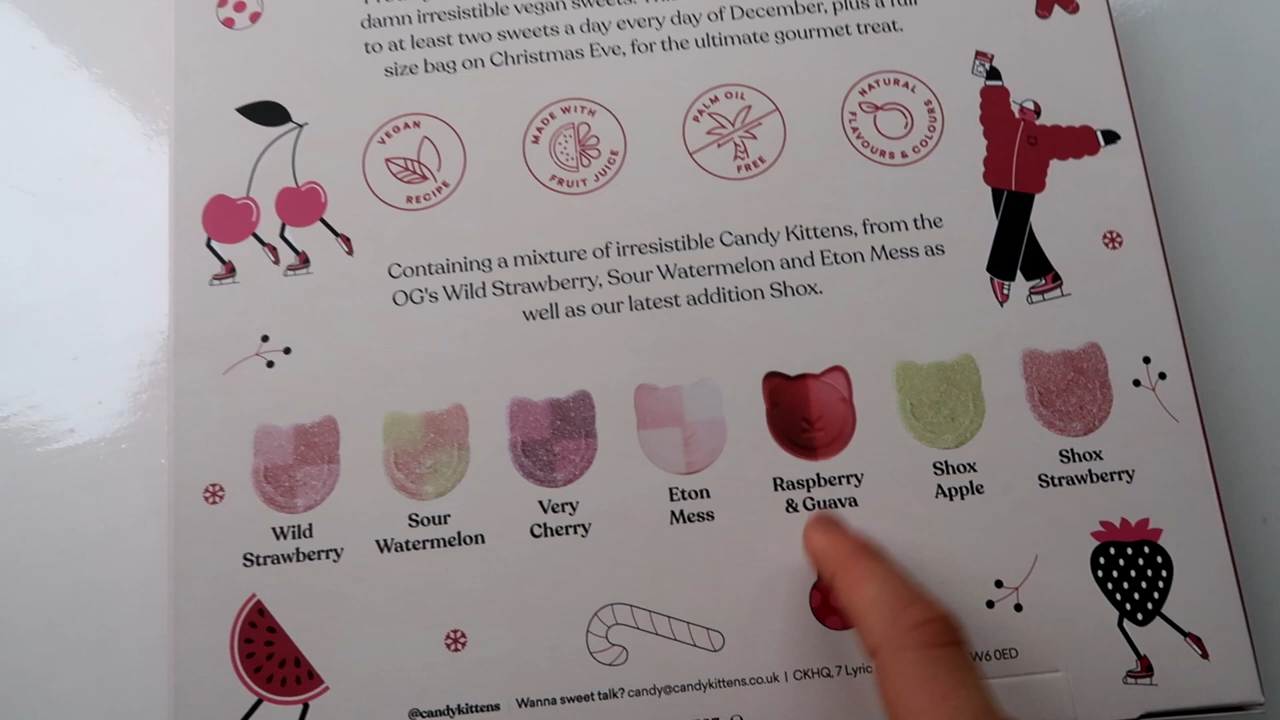 damn irresistible vegan sweets.
to at least two sweets a day every day of December, plus a full
size bag on Christmas Eve, for the ultimate gourmet treat.
VEGAN RECIPE
MADE WITH FRUIT JUICE
PALM OIL FREE
NATURAL FLAVOURS & COLOURS
Containing a mixture of irresistible Candy Kittens, from the
OG's Wild Strawberry, Sour Watermelon and Eton Mess as
well as our latest addition Shox.
Wild
Strawberry
Sour
Watermelon
Very
Cherry
Eton
Mess
Raspberry
& Guava
Shox
Apple
Shox
Strawberry
@candykittens Wanna sweet talk? candy@candykittens.co.uk | CKHQ, 7 Lyric W6 0ED